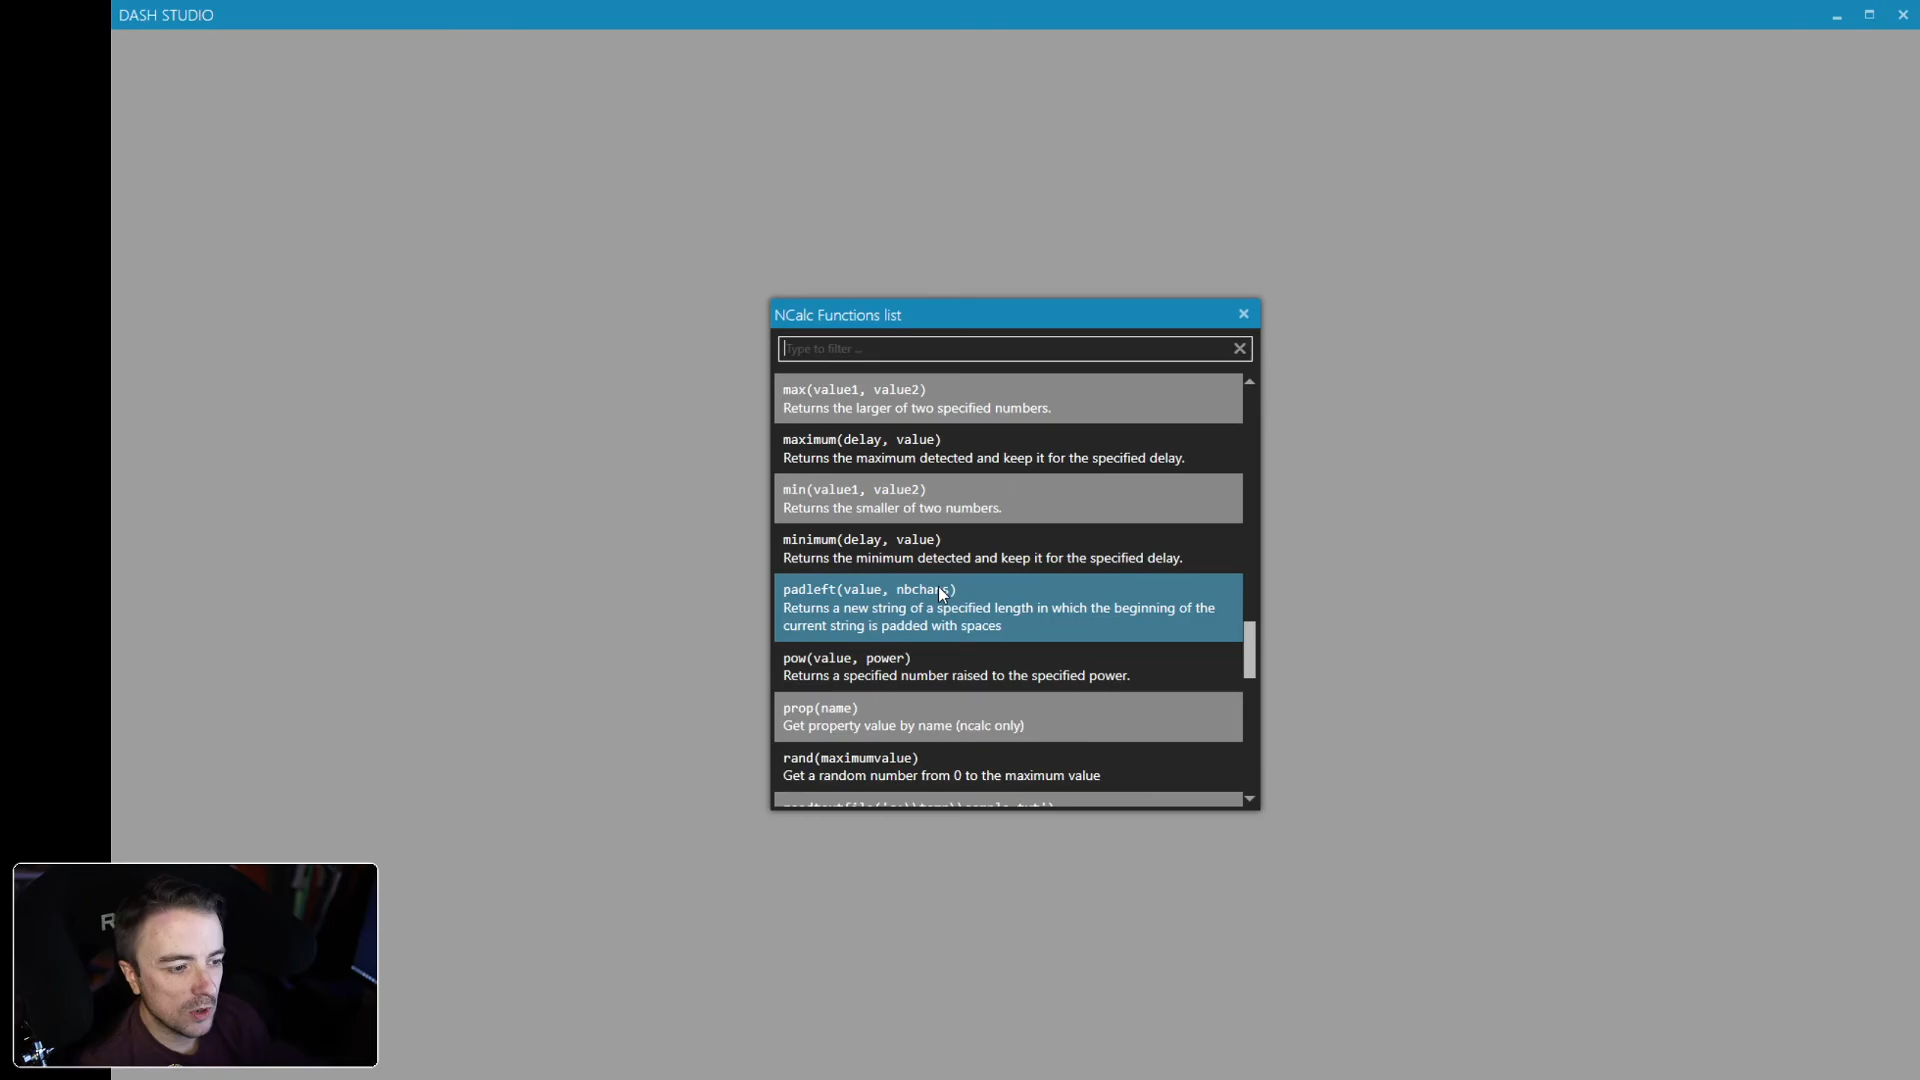 DASH STUDIO
NCalc Functions list
Type to filter ...
max(value1, value2)
Returns the larger of two specified numbers.
maximum(delay, value)
Returns the maximum detected and keep it for the specified delay.
min(value1, value2)
Returns the smaller of two numbers.
minimum(delay, value)
Returns the minimum detected and keep it for the specified delay.
padleft(value, nbchars)
Returns a new string of a specified length in which the beginning of the
current string is padded with spaces
pow(value, power)
Returns a specified number raised to the specified power.
prop(name)
Get property value by name (ncalc only)
rand(maximumvalue)
Get a random number from 0 to the maximum value
R